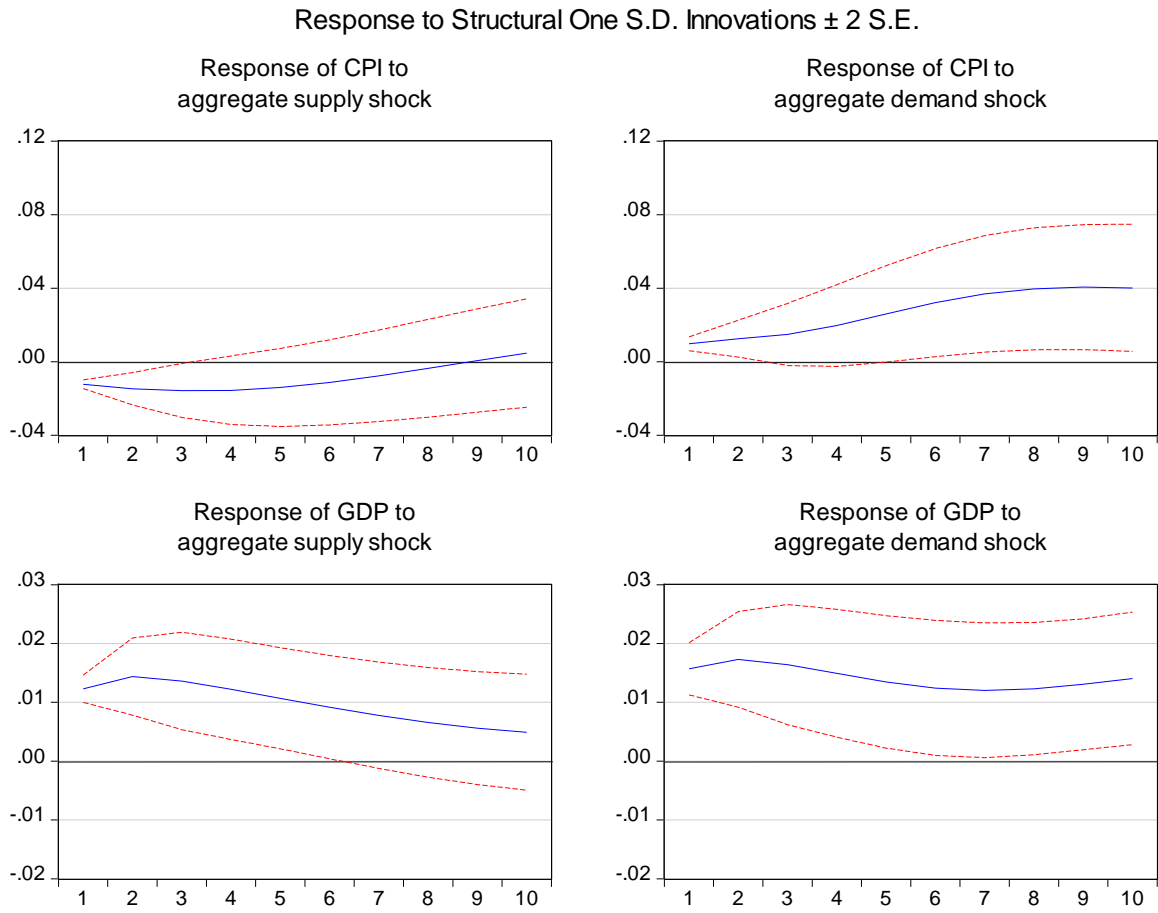 Response to Structural One S.D. Innovations ± 2 S.E.
Response of CPI to
aggregate supply shock
.12
.08
.04
.00
-.04
1 2 3 4 5 6 7 8 9 10
Response of CPI to
aggregate demand shock
.12
.08
.04
.00
-.04
1 2 3 4 5 6 7 8 9 10
Response of GDP to
aggregate supply shock
.03
.02
.01
.00
-.01
-.02
1 2 3 4 5 6 7 8 9 10
Response of GDP to
aggregate demand shock
.03
.02
.01
.00
-.01
-.02
1 2 3 4 5 6 7 8 9 10